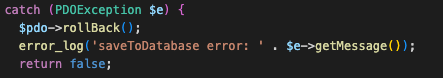 catch (PDOException $e) {
$pdo->rollBack();
error_log('saveToDatabase error: ' . $e->getMessage());
return false;